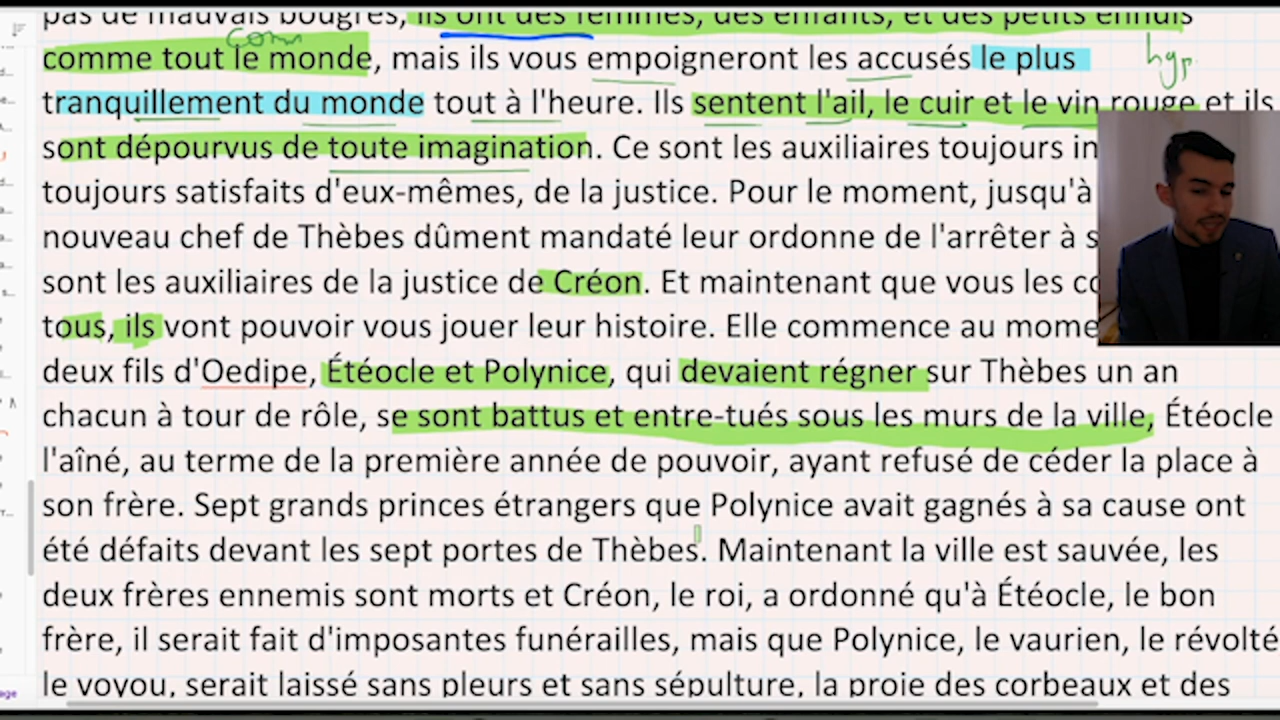 pas de mauvais bougres, ils ont des femmes, des enfants, et des petits ennuis
com
comme tout le monde, mais ils vous empoigneront les accusés le plus
hyp.
tranquillement du monde tout à l'heure. Ils sentent l'ail, le cuir et le vin rouge et ils
sont dépourvus de toute imagination. Ce sont les auxiliaires toujours in
toujours satisfaits d'eux-mêmes, de la justice. Pour le moment, jusqu'à
nouveau chef de Thèbes dûment mandaté leur ordonne de l'arrêter à s
sont les auxiliaires de la justice de Créon. Et maintenant que vous les co
tous, ils vont pouvoir vous jouer leur histoire. Elle commence au mome
deux fils d'Oedipe, Étéocle et Polynice, qui devaient régner sur Thèbes un an
chacun à tour de rôle, se sont battus et entre-tués sous les murs de la ville, Étéocle
l'aîné, au terme de la première année de pouvoir, ayant refusé de céder la place à
son frère. Sept grands princes étrangers que Polynice avait gagnés à sa cause ont
été défaits devant les sept portes de Thèbes. Maintenant la ville est sauvée, les
deux frères ennemis sont morts et Créon, le roi, a ordonné qu'à Étéocle, le bon
frère, il serait fait d'imposantes funérailles, mais que Polynice, le vaurien, le révolté
le voyou, serait laissé sans pleurs et sans sépulture, la proie des corbeaux et des